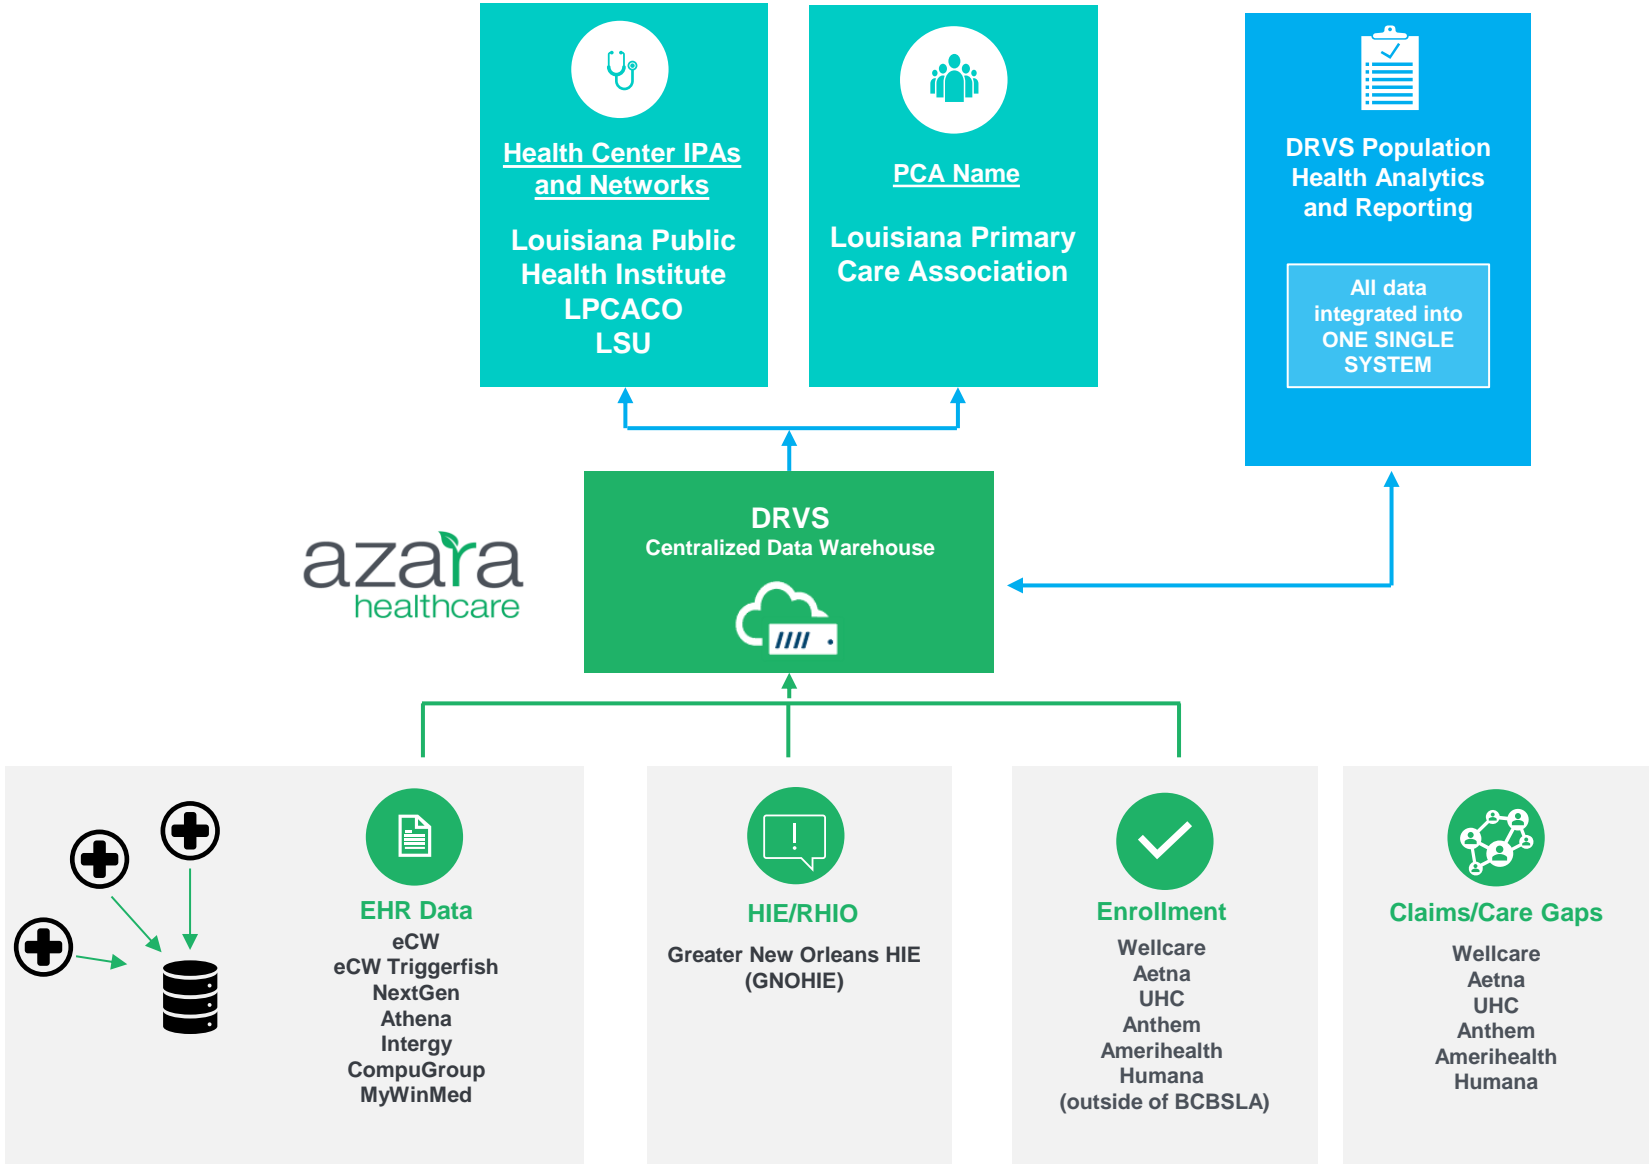 Health Center IPAs
and Networks
Louisiana Public
Health Institute
LPCACO
LSU
PCA Name
Louisiana Primary
Care Association
DRVS Population
Health Analytics
and Reporting
All data
integrated into
ONE SINGLE
SYSTEM
azara
healthcare
DRVS
Centralized Data Warehouse
EHR Data
eCW
eCW Triggerfish
NextGen
Athena
Intergy
CompuGroup
MyWinMed
HIE/RHIO
Greater New Orleans HIE
(GNOHIE)
Enrollment
Wellcare
Aetna
UHC
Anthem
Amerihealth
Humana
(outside of BCBSLA)
Claims/Care Gaps
Wellcare
Aetna
UHC
Anthem
Amerihealth
Humana